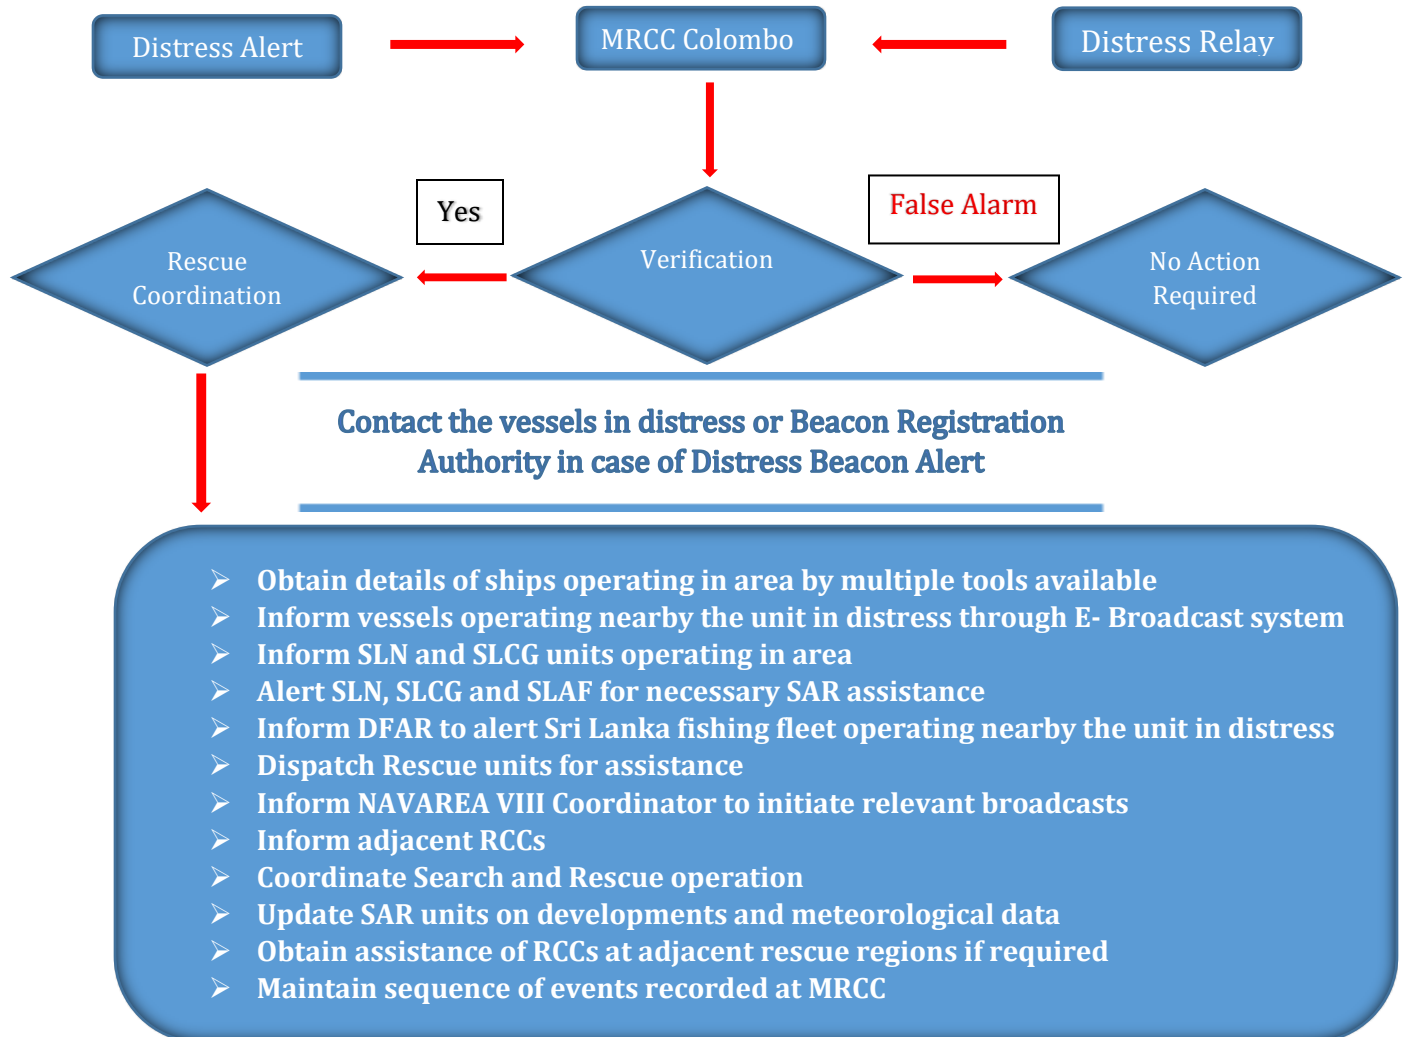 Distress Alert
MRCC Colombo
Distress Relay
Yes
False Alarm
Rescue
Coordination
Verification
No Action
Required
Contact the vessels in distress or Beacon Registration
Authority in case of Distress Beacon Alert
➢ Obtain details of ships operating in area by multiple tools available
➢ Inform vessels operating nearby the unit in distress through E- Broadcast system
➢ Inform SLN and SLCG units operating in area
➢ Alert SLN, SLCG and SLAF for necessary SAR assistance
➢ Inform DFAR to alert Sri Lanka fishing fleet operating nearby the unit in distress
➢ Dispatch Rescue units for assistance
➢ Inform NAVAREA VIII Coordinator to initiate relevant broadcasts
➢ Inform adjacent RCCs
➢ Coordinate Search and Rescue operation
➢ Update SAR units on developments and meteorological data
➢ Obtain assistance of RCCs at adjacent rescue regions if required
➢ Maintain sequence of events recorded at MRCC